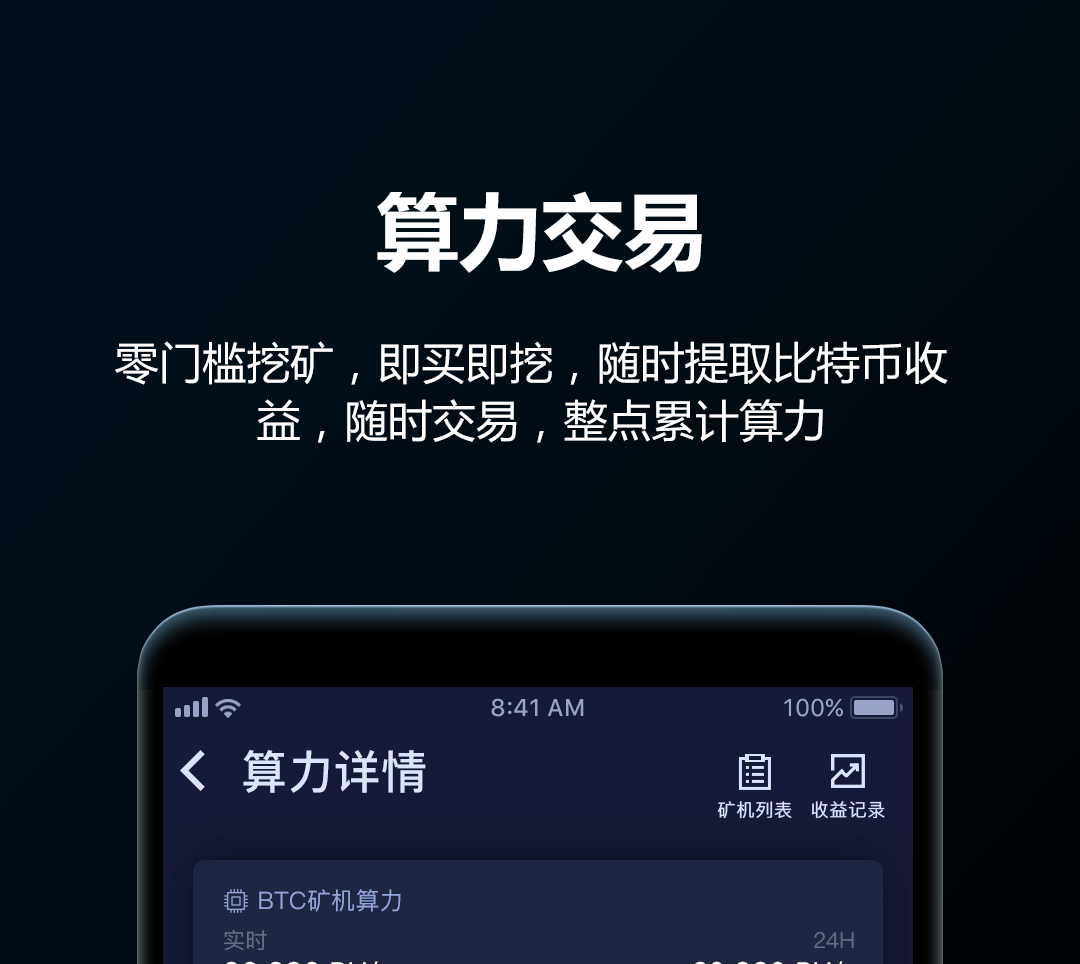 算力交易
零门槛挖矿，即买即挖，随时提取比特币收
益，随时交易，整点累计算力
8:41 AM 100%
算力详情
矿机列表 收益记录
BTC矿机算力
实时 24H